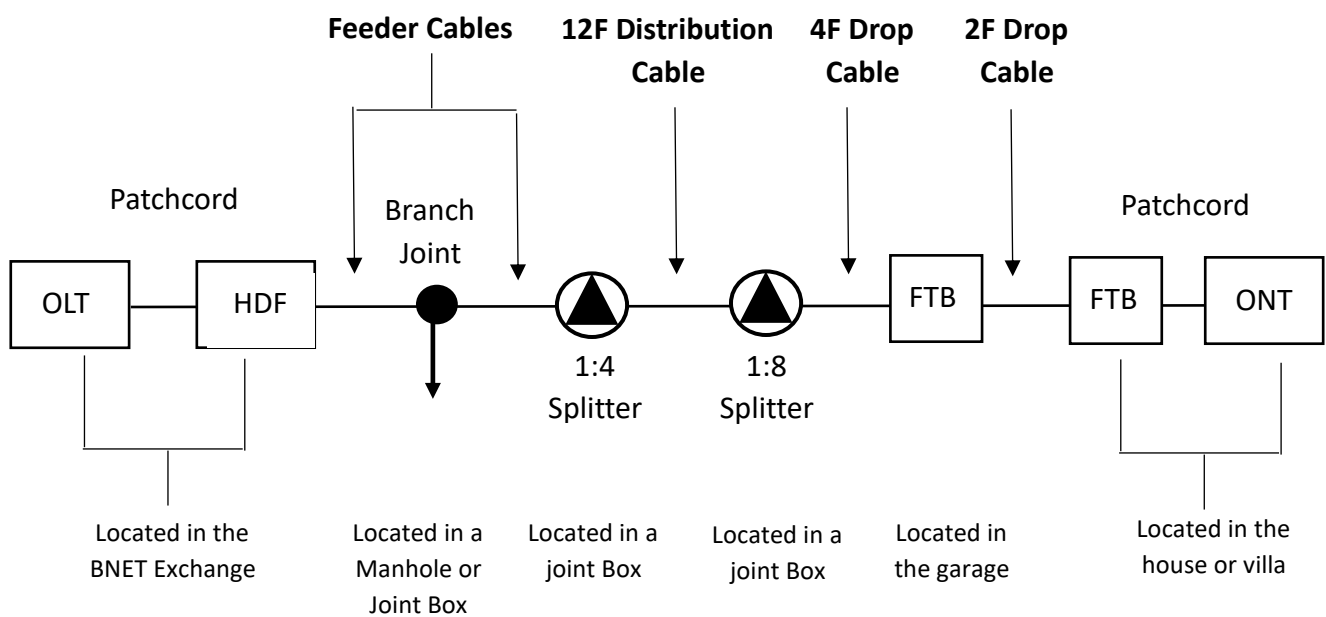 Feeder Cables
12F Distribution
Cable
4F Drop
Cable
2F Drop
Cable
Patchcord
Branch
Joint
Patchcord
OLT
HDF
FTB
FTB
ONT
1:4
Splitter
1:8
Splitter
Located in the
BNET Exchange
Located in a
Manhole or
Joint Box
Located in a
joint Box
Located in a
joint Box
Located in
the garage
Located in the
house or villa